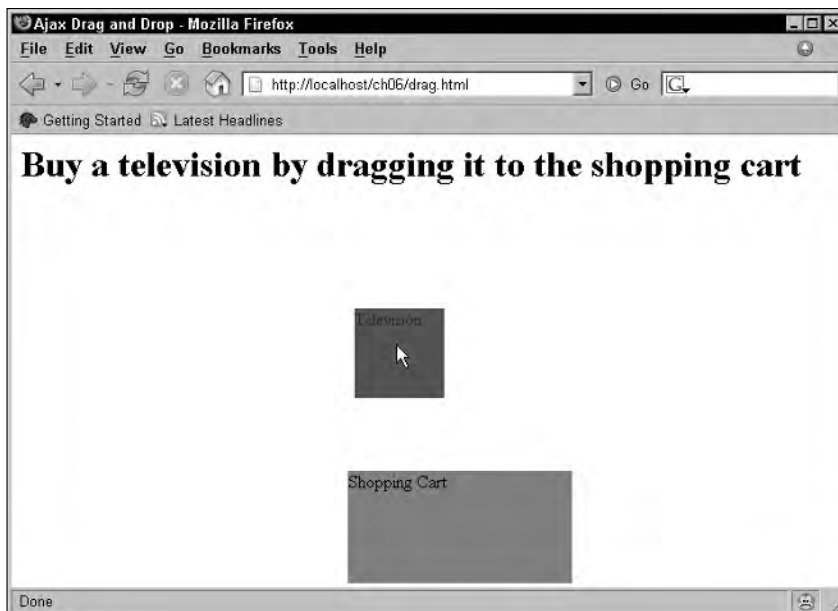 Ajax Drag and Drop - Mozilla Firefox
File Edit View Go Bookmarks Tools Help
http://localhost/ch06/drag.html Go G
Getting Started Latest Headlines
Buy a television by dragging it to the shopping cart
Television
Shopping Cart
Done